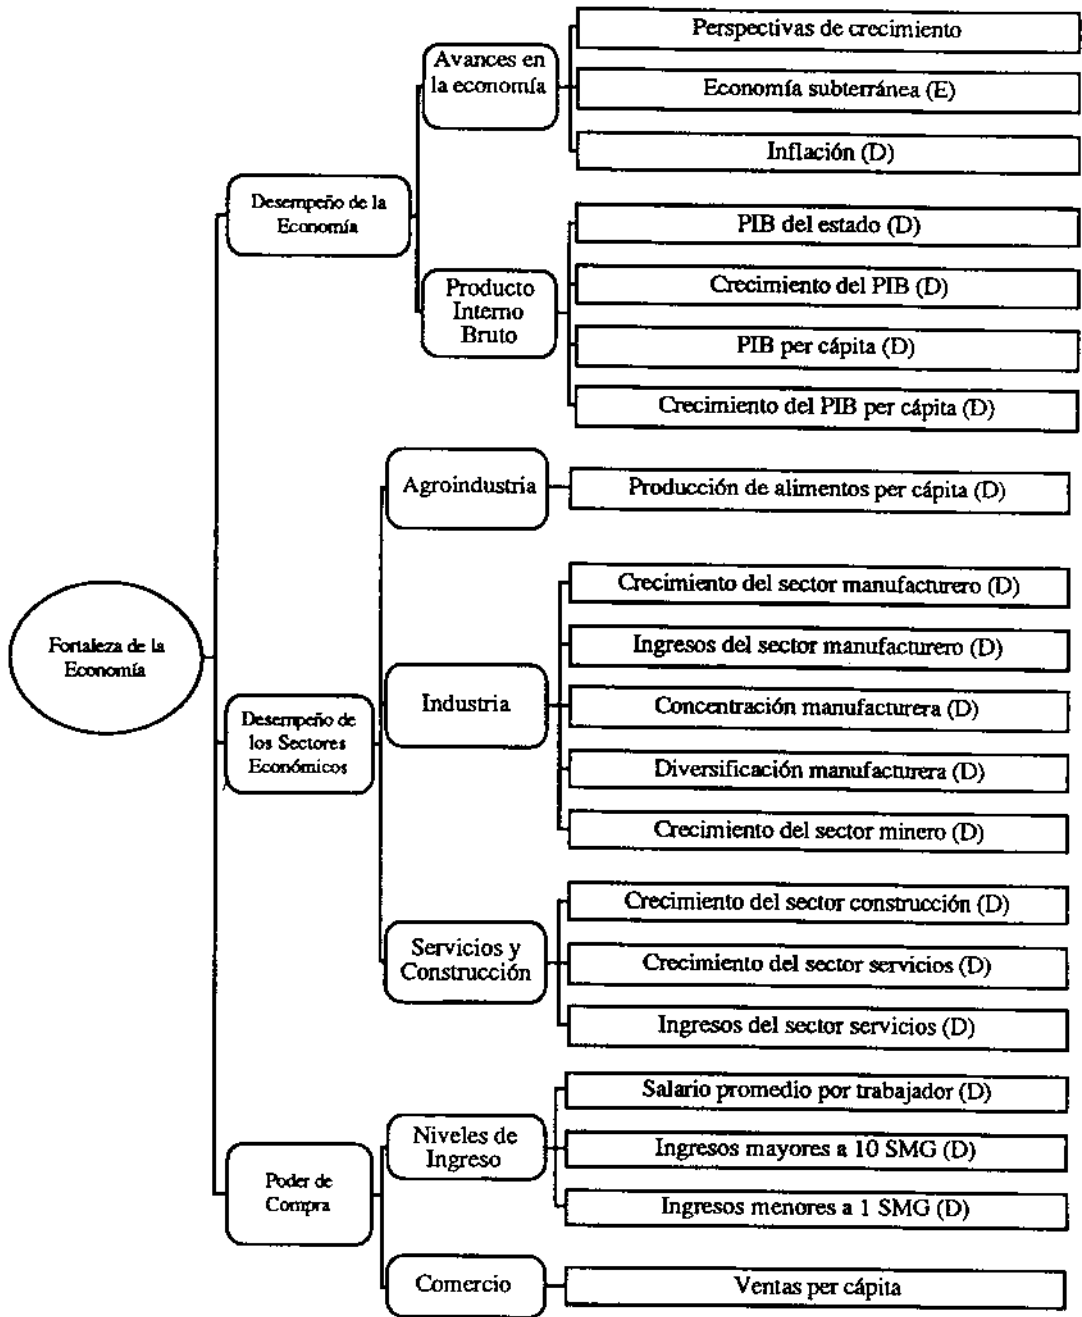 Fortaleza de la
Economía
Desempeño de la
Economía
Avances en
la economía
Perspectivas de crecimiento
Economía subterránea (E)
Inflación (D)
Producto
Interno
Bruto
PIB del estado (D)
Crecimiento del PIB (D)
PIB per cápita (D)
Crecimiento del PIB per cápita (D)
Desempeño de
los Sectores
Económicos
Agroindustria
Producción de alimentos per cápita (D)
Industria
Crecimiento del sector manufacturero (D)
Ingresos del sector manufacturero (D)
Concentración manufacturera (D)
Diversificación manufacturera (D)
Crecimiento del sector minero (D)
Servicios y
Construcción
Crecimiento del sector construcción (D)
Crecimiento del sector servicios (D)
Ingresos del sector servicios (D)
Poder de
Compra
Niveles de
Ingreso
Salario promedio por trabajador (D)
Ingresos mayores a 10 SMG (D)
Ingresos menores a 1 SMG (D)
Comercio
Ventas per cápita